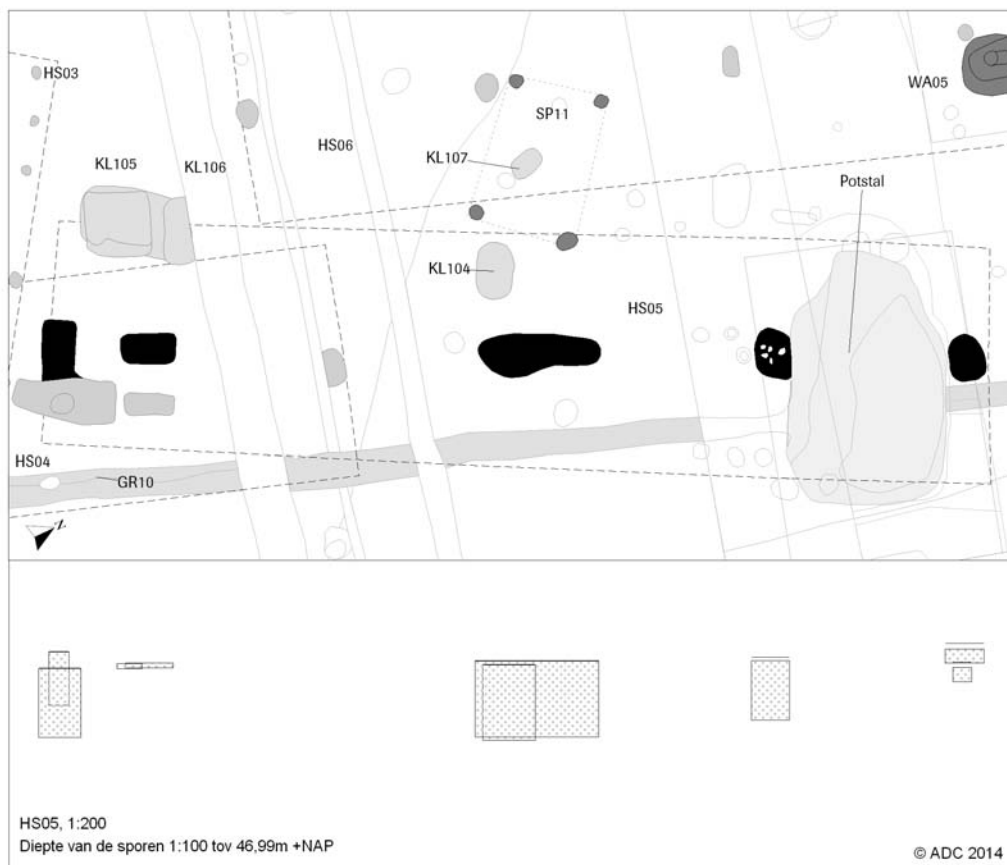 HS03
WA05
SP11
HS06
KL105
KL106
KL107
Potstal
KL104
HS05
HS04
GR10
N
HS05, 1:200
Diepte van de sporen 1:100 tov 46,99m +NAP
© ADC 2014